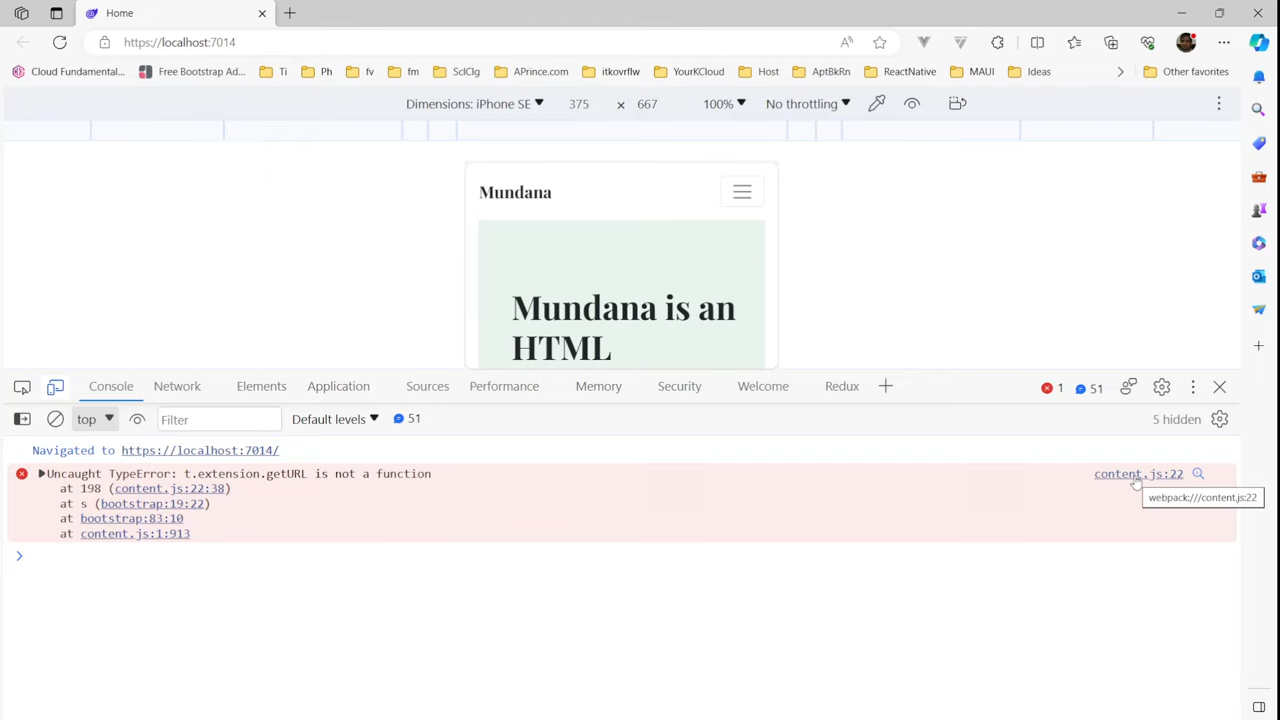 Home
https://localhost:7014
Cloud Fundamental...
Free Bootstrap Ad...
Ti
Ph
fv
fm
SclClg
APrince.com
itkovrflw
YourKCloud
Host
AptBkRn
ReactNative
MAUI
Ideas
Other favorites
Dimensions: iPhone SE
375
×
667
100%
No throttling
Mundana
Mundana is an
HTML
Console
Network
Elements
Application
Sources
Performance
Memory
Security
Welcome
Redux
1
51
top
Filter
Default levels
51
5 hidden
Navigated to https://localhost:7014/
Uncaught TypeError: t.extension.getURL is not a function
content.js:22
at 198 (content.js:22:38)
webpack:///content.js:22
at s (bootstrap:19:22)
at bootstrap:83:10
at content.js:1:913